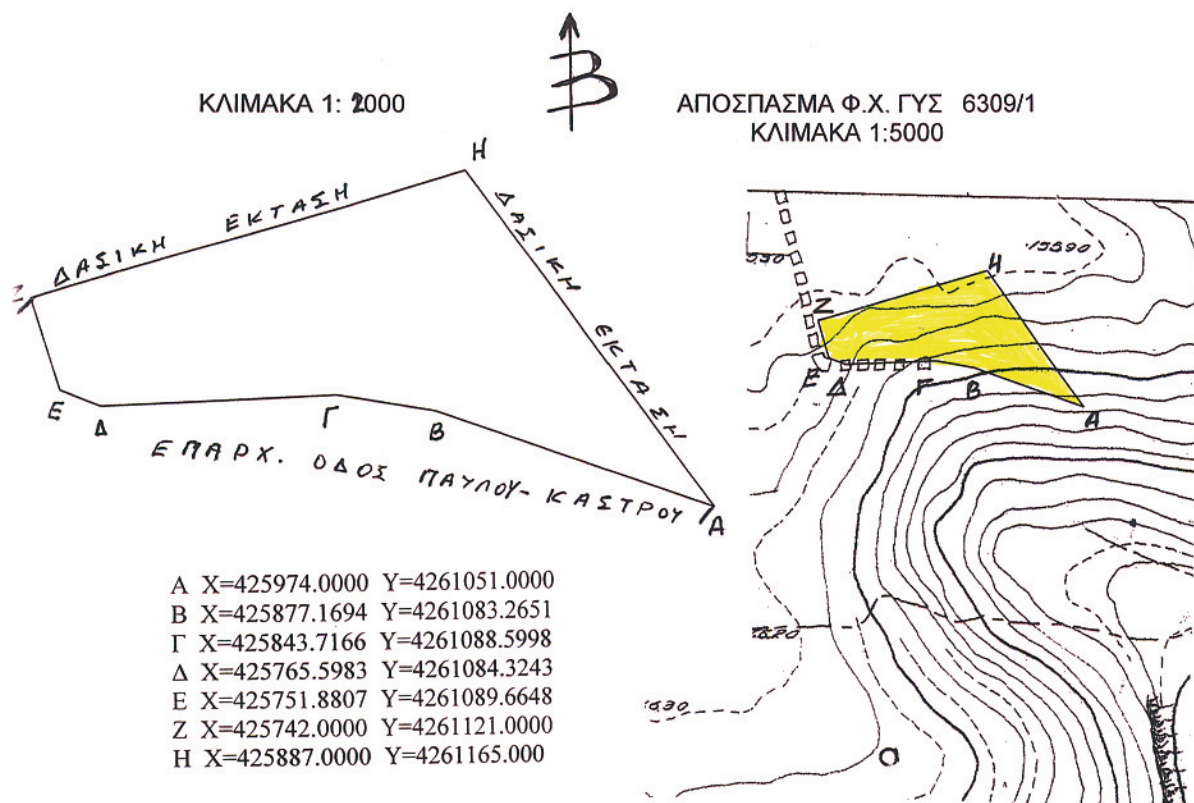 Β
ΚΛΙΜΑΚΑ 1: 2000
ΑΠΟΣΠΑΣΜΑ Φ.Χ. ΓΥΣ 6309/1
ΚΛΙΜΑΚΑ 1:5000
Η
ΔΑΣΙΚΗ ΕΚΤΑΣΗ
ΔΑΣΙΚΗ ΕΚΤΑΣΗ
Ζ
Ε
Δ
Γ
Β
Α
ΕΠΑΡΧ. ΟΔΟΣ ΠΑΥΛΟΥ-ΚΑΣΤΡΟΥ
Α Χ=425974.0000 Υ=4261051.0000
Β Χ=425877.1694 Υ=4261083.2651
Γ Χ=425843.7166 Υ=4261088.5998
Δ Χ=425765.5983 Υ=4261084.3243
Ε Χ=425751.8807 Υ=4261089.6648
Ζ Χ=425742.0000 Υ=4261121.0000
Η Χ=425887.0000 Υ=4261165.000
Η
Ζ
Ε
Δ
Γ
Β
Α